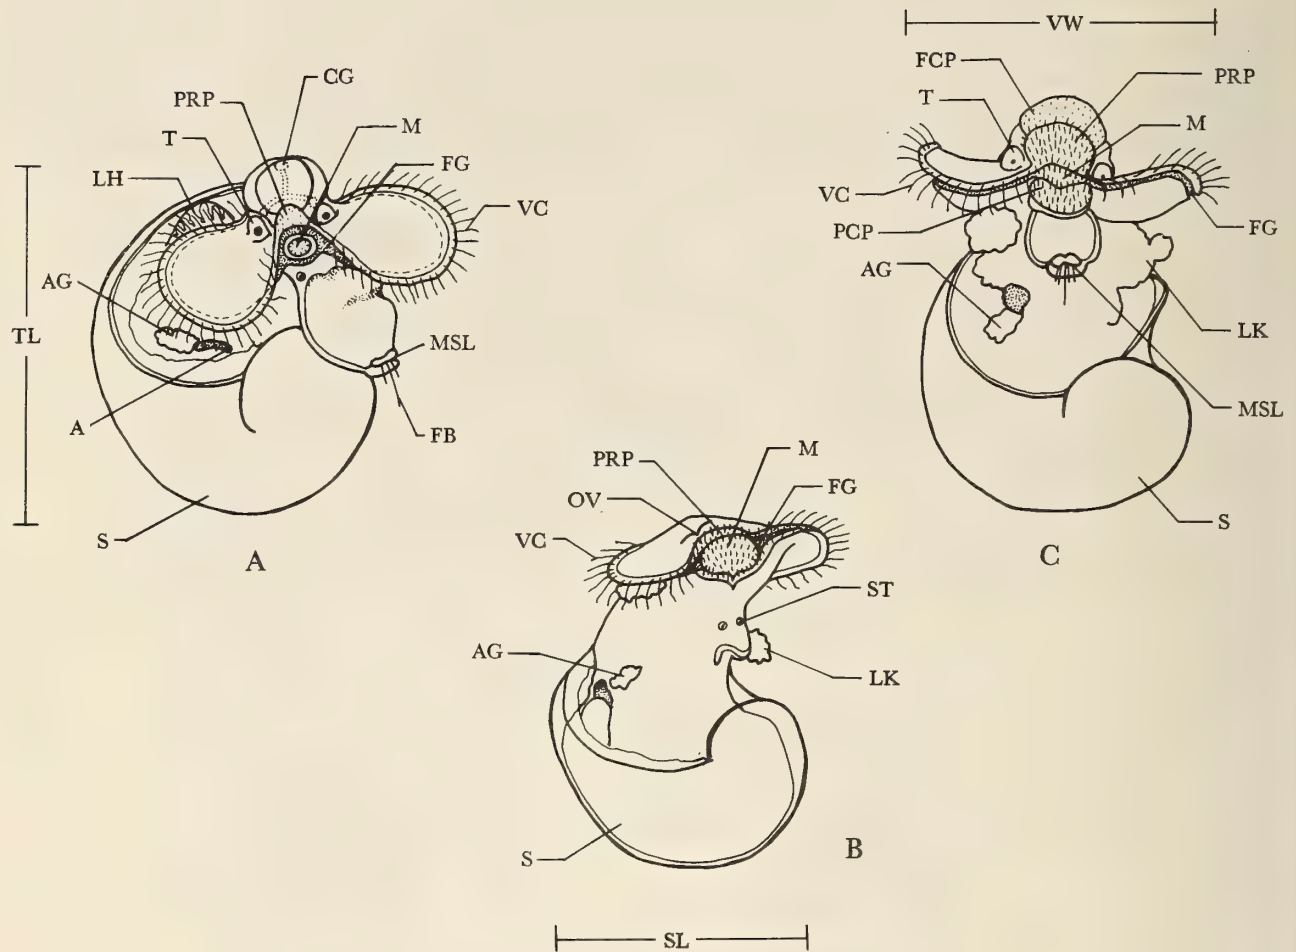 CG
PRP
T
M
FG
LH
VC
AG
TL
MSL
A
FB
S
A
VW
FCP
PRP
T
M
VC
PCP
FG
AG
LK
MSL
S
C
PRP
M
OV
FG
VC
ST
AG
LK
S
B
SL